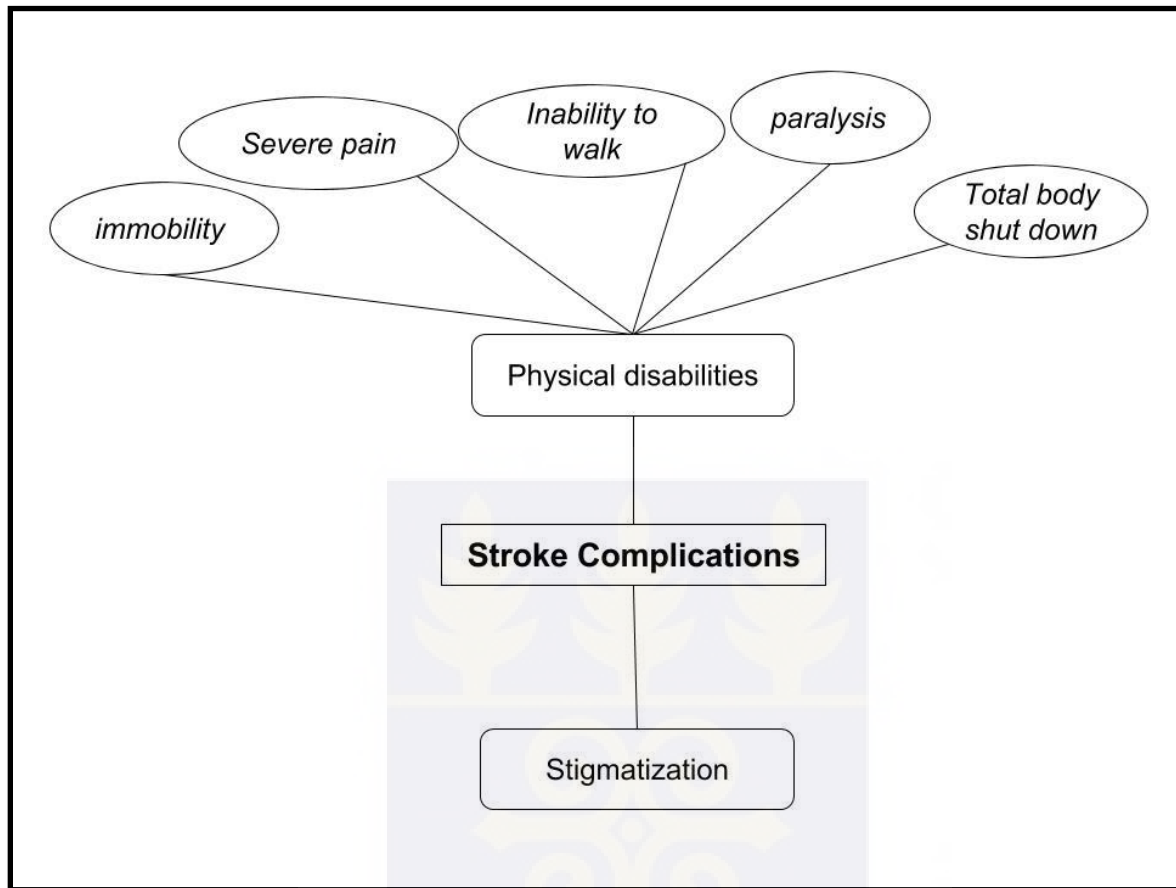 Inability to
walk
paralysis
Severe pain
Total body
shut down
immobility
Physical disabilities
Stroke Complications
Stigmatization